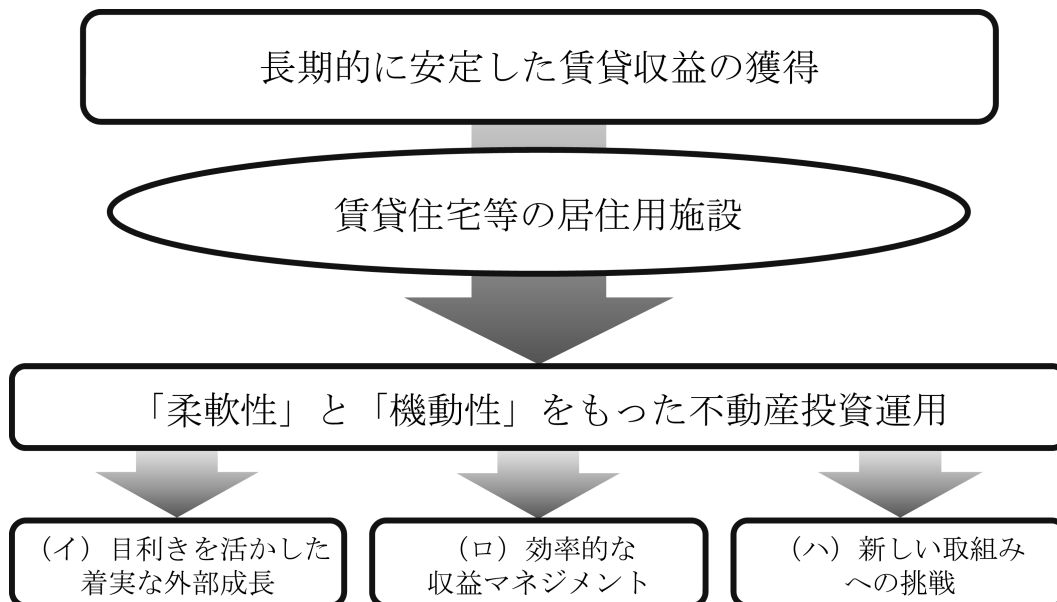 長期的に安定した賃貸収益の獲得
賃貸住宅等の居住用施設
「柔軟性」と「機動性」をもった不動産投資運用
（イ）目利きを活かした
着実な外部成長
（ロ）効率的な
収益マネジメント
（ハ）新しい取組み
への挑戦